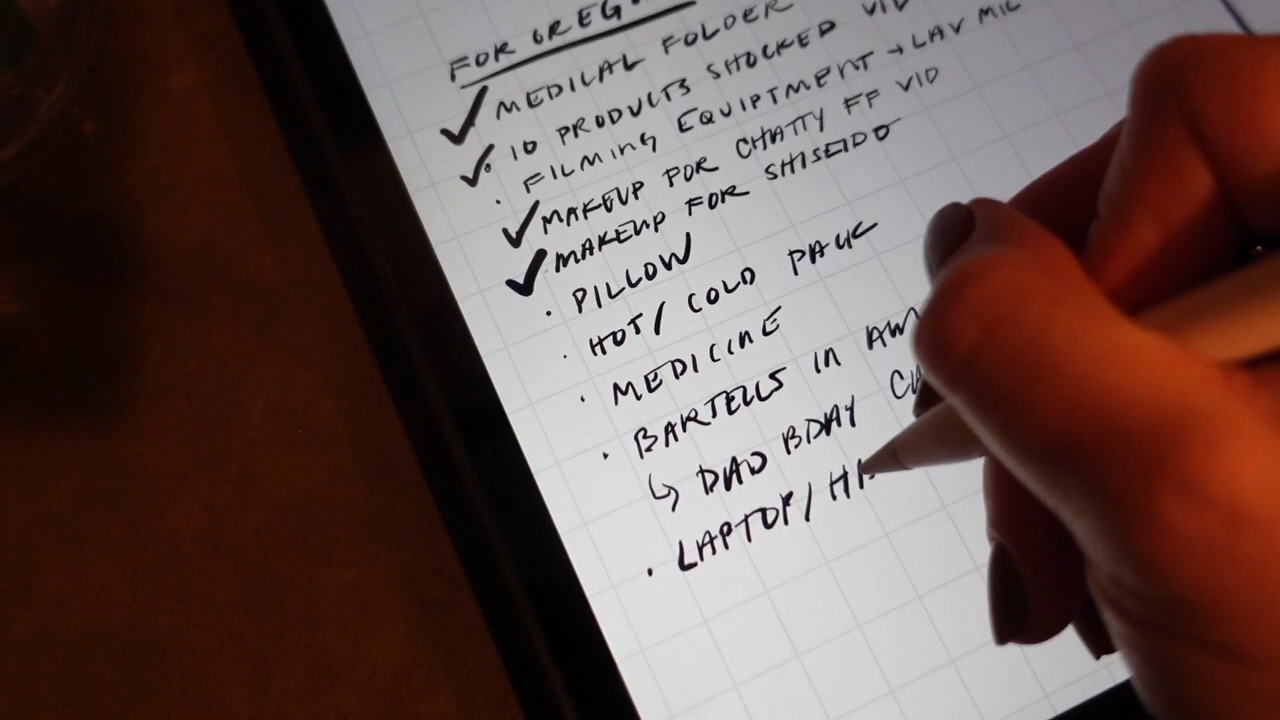 FOR OREG
✓ MEDICAL FOLDER
✓ 10 PRODUCTS SHOCKED VID
· FILMING EQUIPTMENT → LAV MIC
✓ MAKEUP FOR CHATTY FF VID
✓ MAKEUP FOR SHISEIDO
· PILLOW
· HOT/ COLD PACK
· MEDICINE
· BARTELLS IN
↳ DAD BDAY
· LAPTOP/